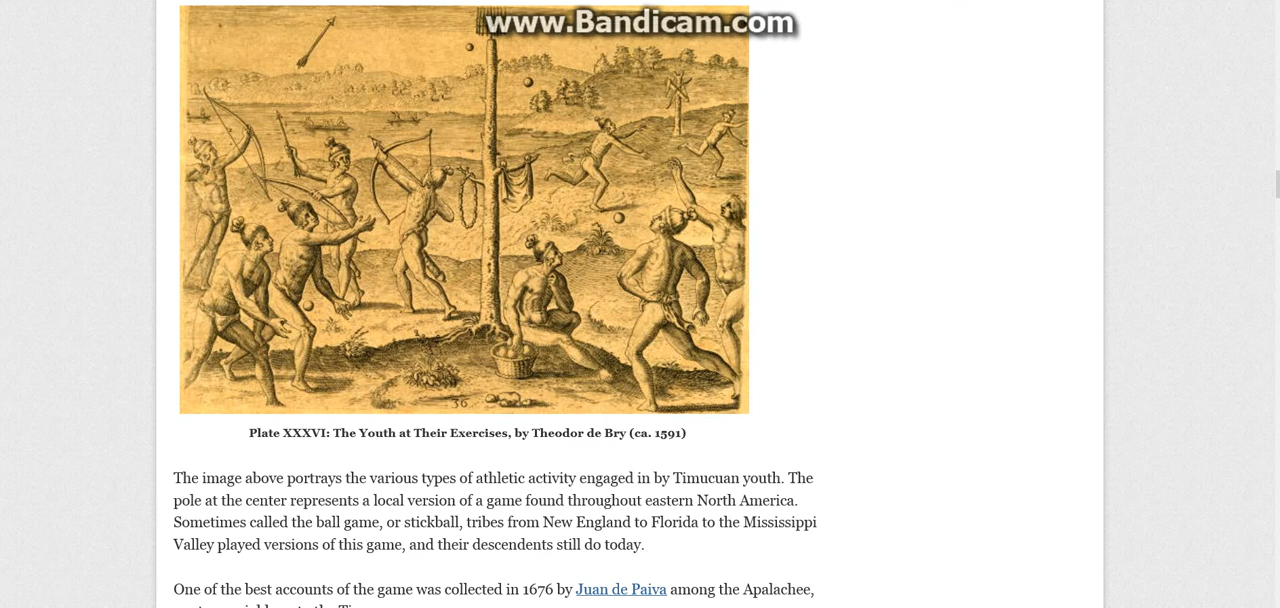 www.Bandicam.com
36
Plate XXXVI: The Youth at Their Exercises, by Theodor de Bry (ca. 1591)
The image above portrays the various types of athletic activity engaged in by Timucuan youth. The
pole at the center represents a local version of a game found throughout eastern North America.
Sometimes called the ball game, or stickball, tribes from New England to Florida to the Mississippi
Valley played versions of this game, and their descendents still do today.
One of the best accounts of the game was collected in 1676 by Juan de Paiva among the Apalachee,